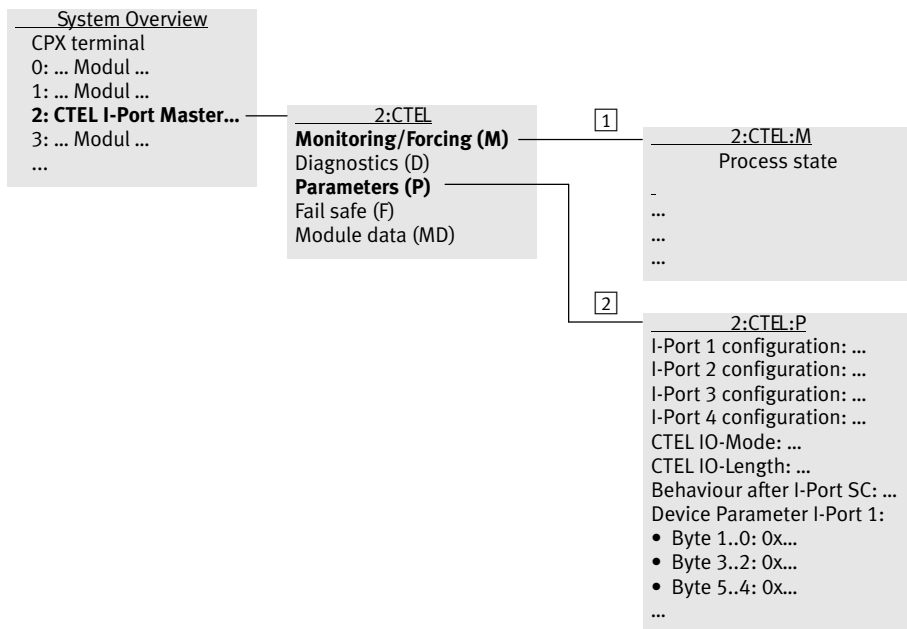 System Overview
CPX terminal
0: ... Modul ...
1: ... Modul ...
2: CTEL I-Port Master...
3: ... Modul ...
...
2:CTEL
Monitoring/Forcing (M)
Diagnostics (D)
Parameters (P)
Fail safe (F)
Module data (MD)
1
2:CTEL:M
Process state
...
...
...
2
2:CTEL:P
I-Port 1 configuration: ...
I-Port 2 configuration: ...
I-Port 3 configuration: ...
I-Port 4 configuration: ...
CTEL IO-Mode: ...
CTEL IO-Length: ...
Behaviour after I-Port SC: ...
Device Parameter I-Port 1:
• Byte 1..0: 0x...
• Byte 3..2: 0x...
• Byte 5..4: 0x...
...